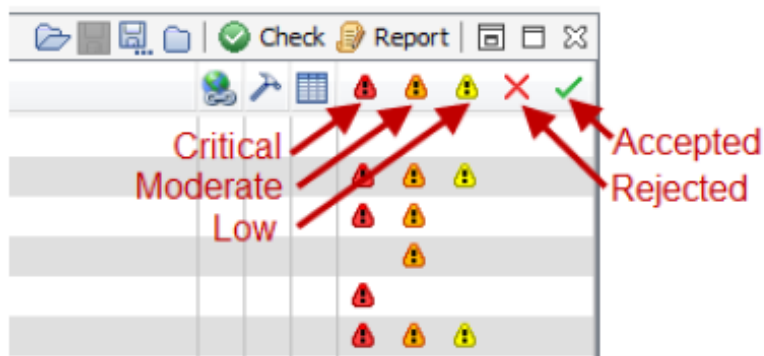 Check Report
Critical
Accepted
Moderate
Rejected
Low